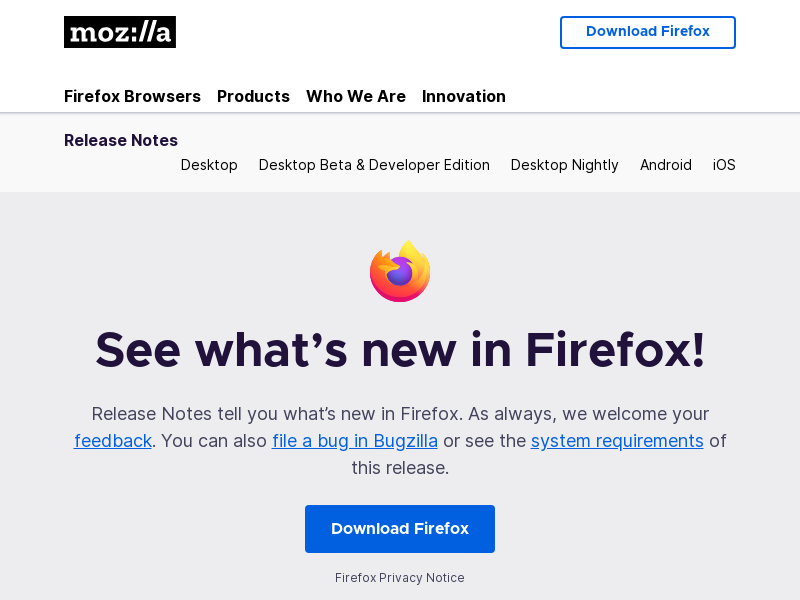 moz://a
Download Firefox
Firefox Browsers Products Who We Are Innovation
Release Notes
Desktop Desktop Beta & Developer Edition Desktop Nightly Android iOS
See what’s new in Firefox!
Release Notes tell you what’s new in Firefox. As always, we welcome your
feedback. You can also file a bug in Bugzilla or see the system requirements of
this release.
Download Firefox
Firefox Privacy Notice